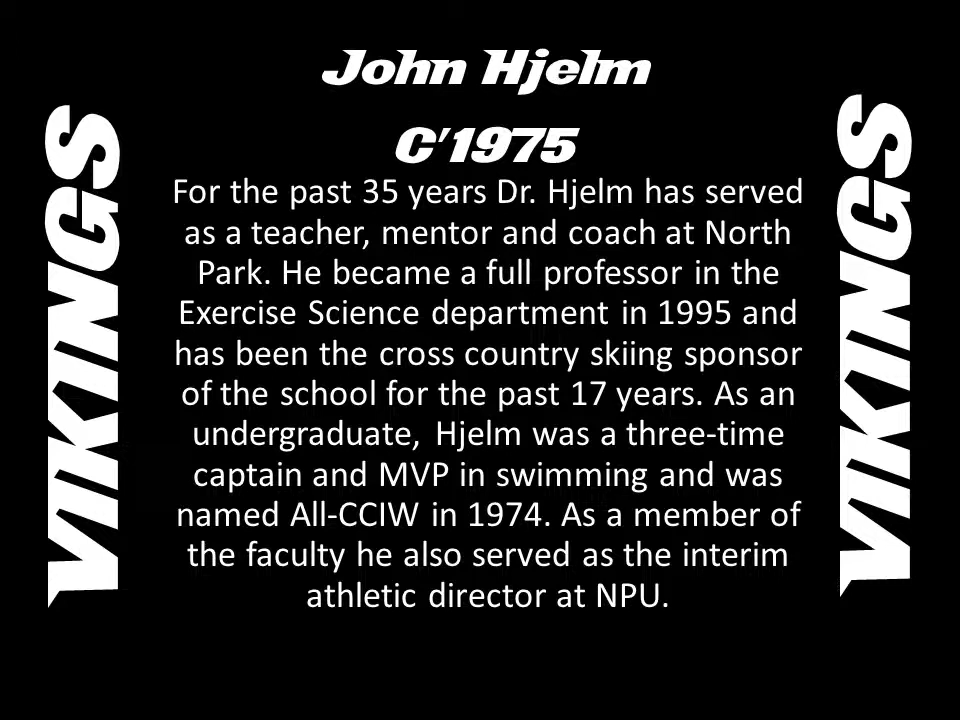 John Hjelm
C'1975
For the past 35 years Dr. Hjelm has served
as a teacher, mentor and coach at North
Park. He became a full professor in the
Exercise Science department in 1995 and
has been the cross country skiing sponsor
of the school for the past 17 years. As an
undergraduate, Hjelm was a three-time
captain and MVP in swimming and was
named All-CCIW in 1974. As a member of
the faculty he also served as the interim
athletic director at NPU.
VIKINGS
VIKINGS